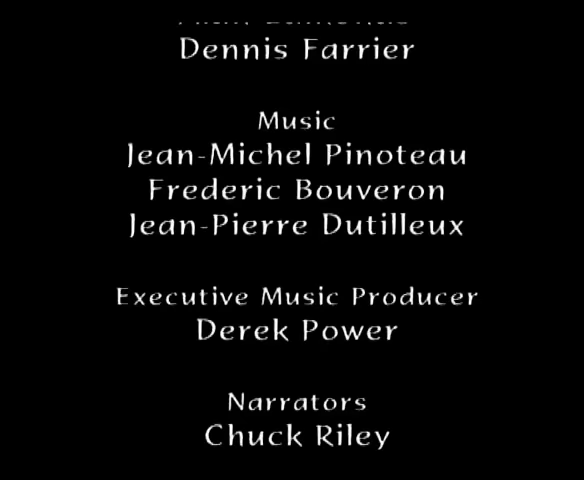 Dennis Farrier
Music
Jean-Michel Pinoteau
Frederic Bouveron
Jean-Pierre Dutilleux
Executive Music Producer
Derek Power
Narrators
Chuck Riley